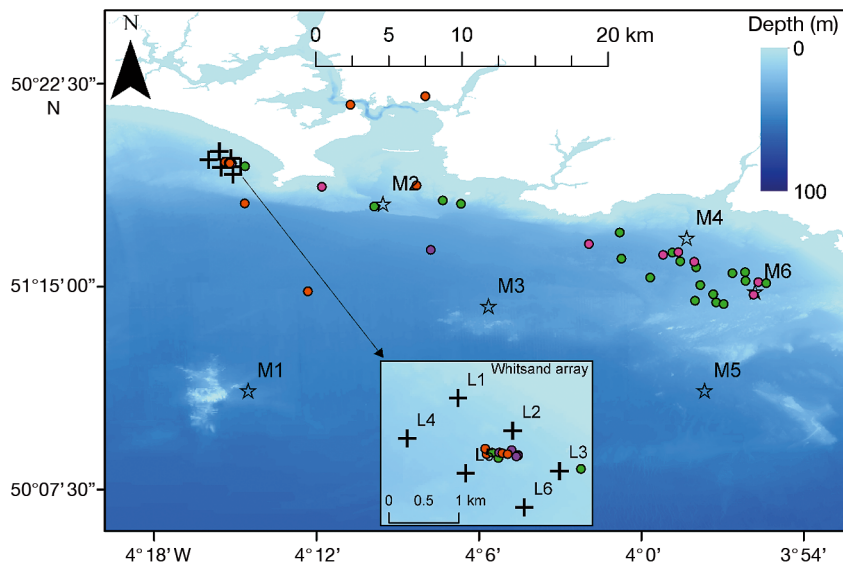 N
0 5 10 20 km
Depth (m)
0
100
50°22′30″
N
51°15′00″
50°07′30″
M2
M4
M6
M3
M1
M5
Whitsand array
L1
L4
L2
L3
L
L6
0 0.5 1 km
4°18′W 4°12′ 4°6′ 4°0′ 3°54′